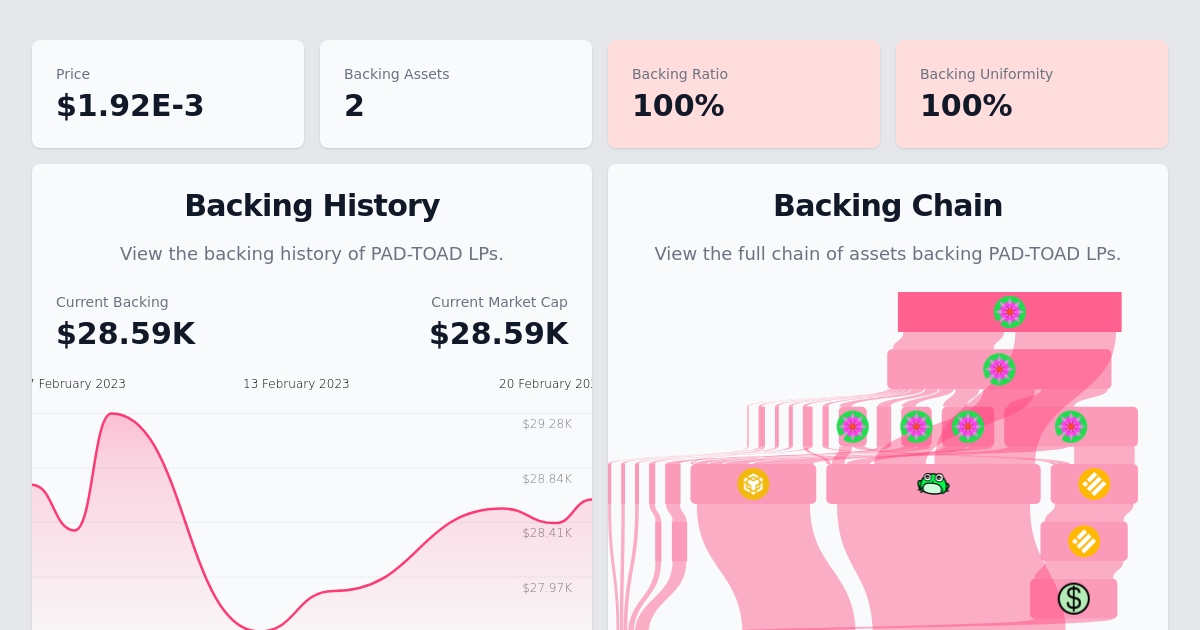 Price
$1.92E-3
Backing Assets
2
Backing Ratio
100%
Backing Uniformity
100%
Backing History
View the backing history of PAD-TOAD LPs.
Current Backing
$28.59K
Current Market Cap
$28.59K
7 February 2023
13 February 2023
20 February 202
$29.28K
$28.84K
$28.41K
$27.97K
Backing Chain
View the full chain of assets backing PAD-TOAD LPs.
$